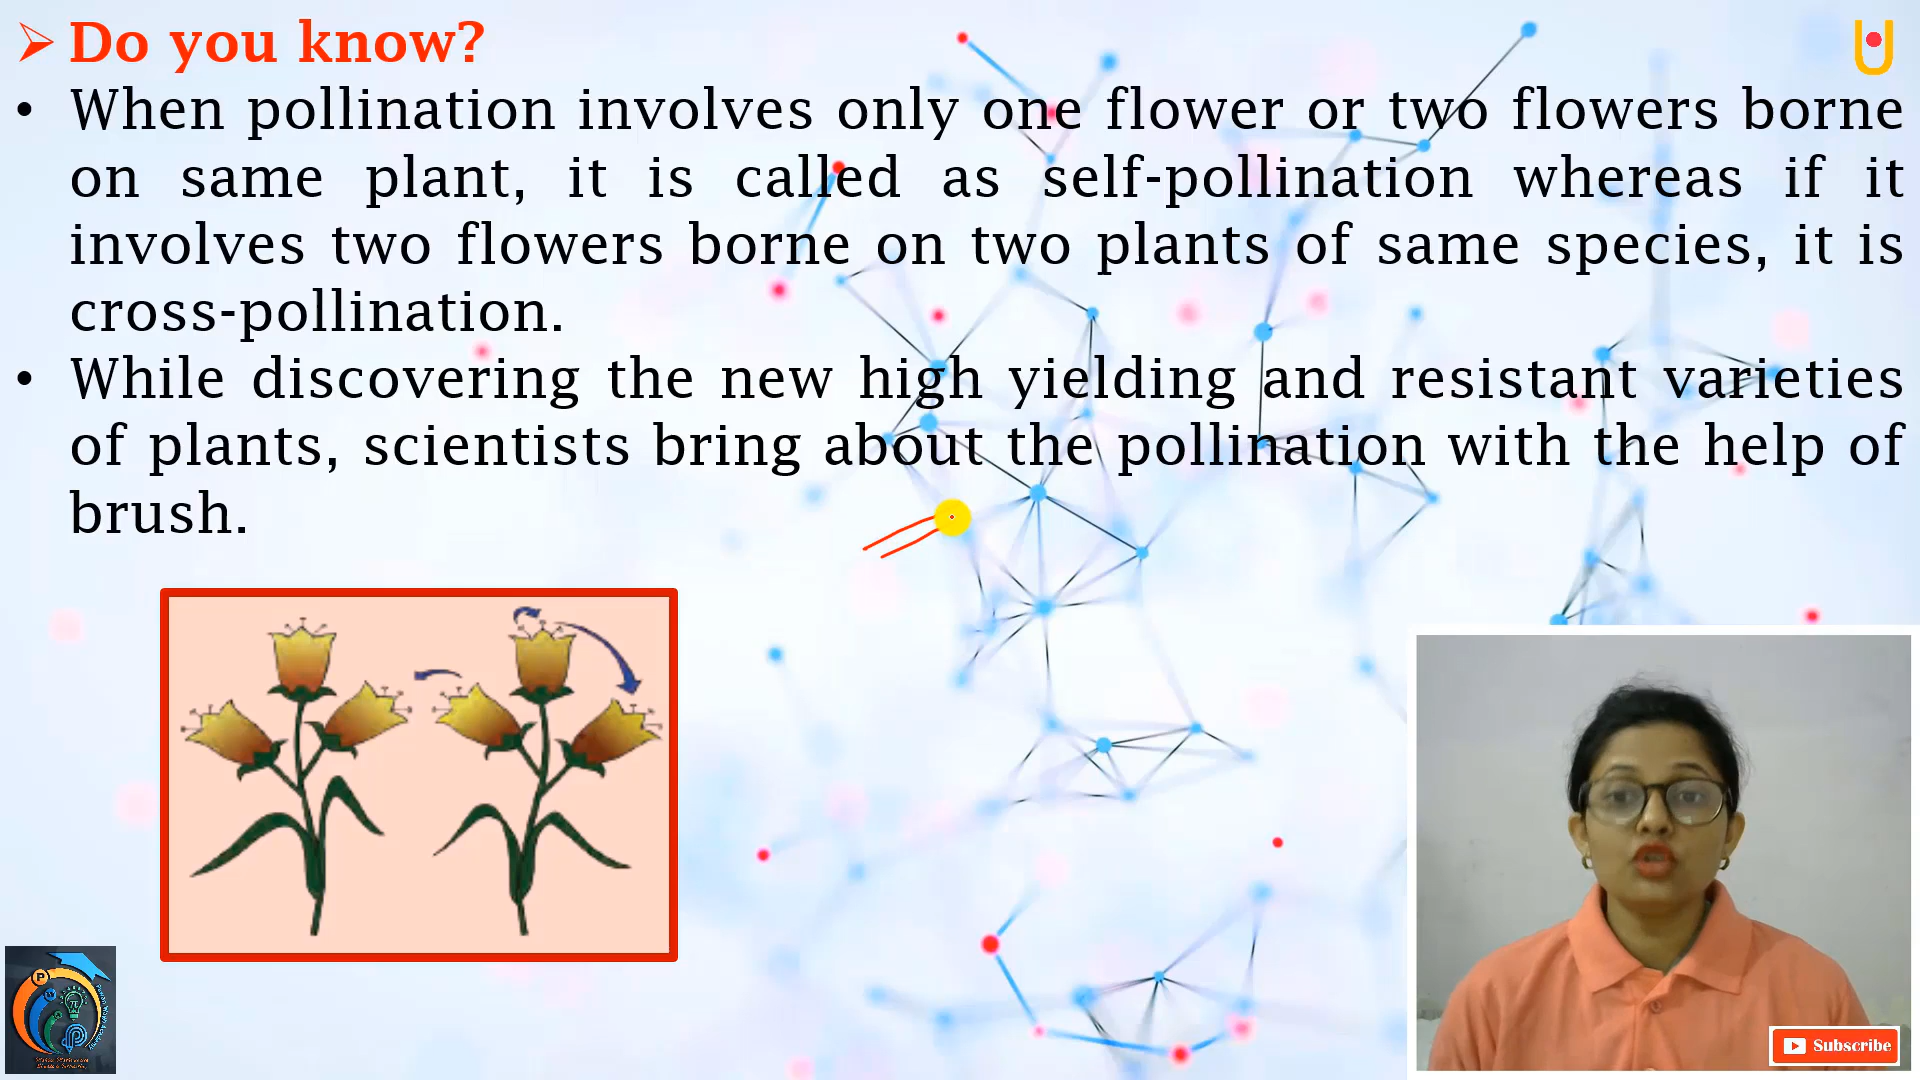 Do you know?
• When pollination involves only one flower or two flowers borne
on same plant, it is called as self-pollination whereas if it
involves two flowers borne on two plants of same species, it is
cross-pollination.
• While discovering the new high yielding and resistant varieties
of plants, scientists bring about the pollination with the help of
brush.
Subscribe